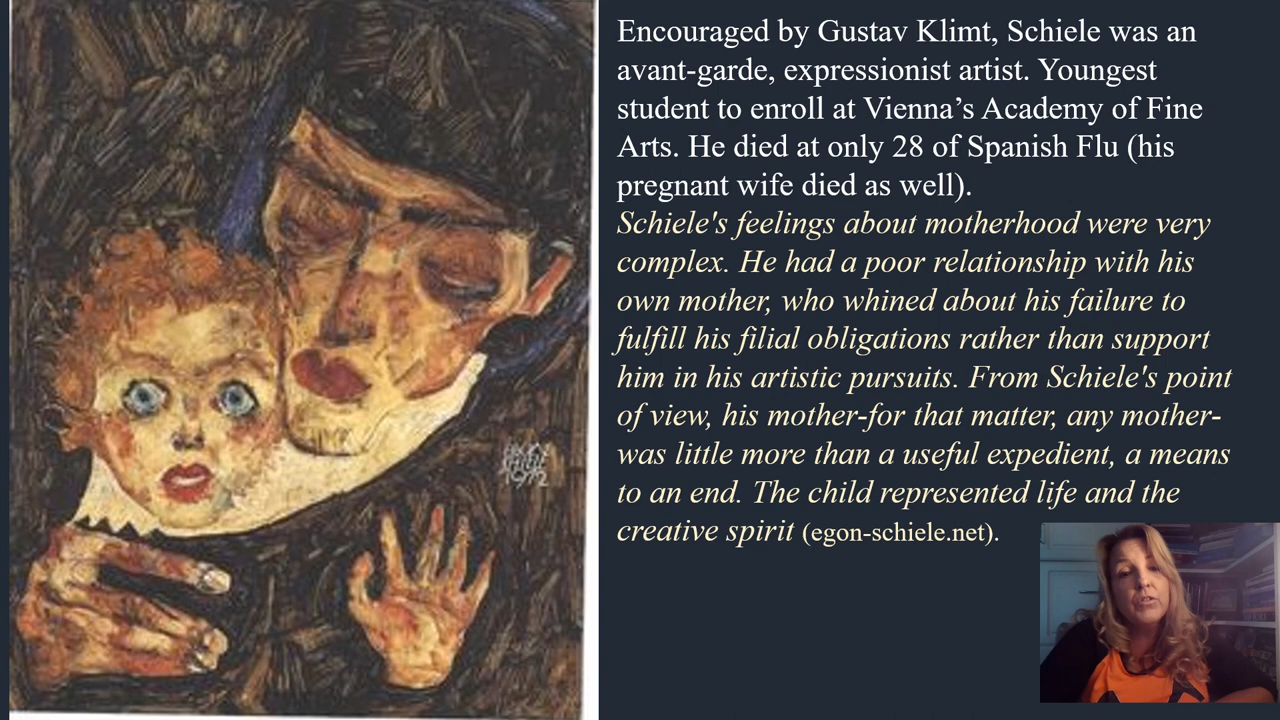 Encouraged by Gustav Klimt, Schiele was an
avant-garde, expressionist artist. Youngest
student to enroll at Vienna’s Academy of Fine
Arts. He died at only 28 of Spanish Flu (his
pregnant wife died as well).
Schiele's feelings about motherhood were very
complex. He had a poor relationship with his
own mother, who whined about his failure to
fulfill his filial obligations rather than support
him in his artistic pursuits. From Schiele's point
of view, his mother-for that matter, any mother-
was little more than a useful expedient, a means
to an end. The child represented life and the
creative spirit (egon-schiele.net).